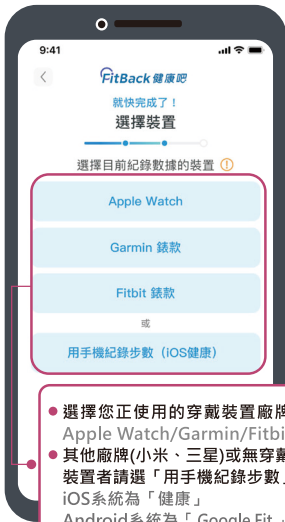 9:41
FitBack健康吧
就快完成了！
選擇裝置
選擇目前紀錄數據的裝置
Apple Watch
Garmin 錶款
Fitbit 錶款
或
用手機紀錄步數（iOS健康）
● 選擇您正使用的穿戴裝置廠牌
Apple Watch/Garmin/Fitbi
● 其他廠牌(小米、三星)或無穿戴
裝置者請選「用手機紀錄步數」
iOS系統為「健康」
Android系統為「Google Fit」